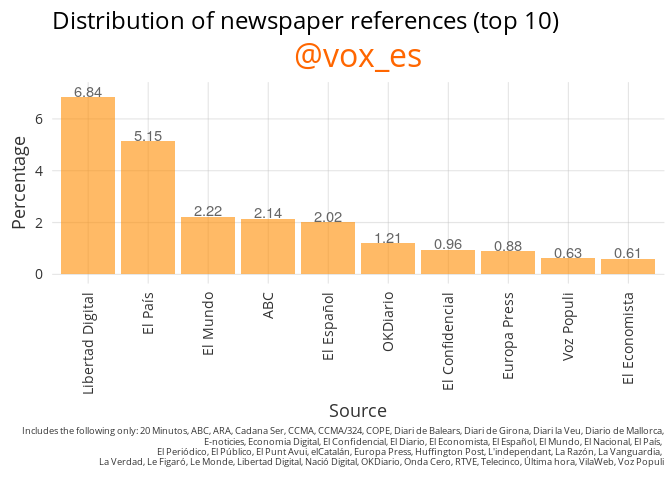 Distribution of newspaper references (top 10)
@vox_es
Percentage
6
4
2
0
6.84
5.15
2.22
2.14
2.02
1.21
0.96
0.88
0.63
0.61
Libertad Digital
El País
El Mundo
ABC
El Español
OKDiario
El Confidencial
Europa Press
Voz Populi
El Economista
Source
Includes the following only: 20 Minutos, ABC, ARA, Cadana Ser, CCMA, CCMA/324, COPE, Diari de Balears, Diari de Girona, Diari la Veu, Diario de Mallorca,
E-noticies, Economia Digital, El Confidencial, El Diario, El Economista, El Español, El Mundo, El Nacional, El País,
El Periódico, El Público, El Punt Avui, elCatalán, Europa Press, Huffington Post, L'independant, La Razón, La Vanguardia,
La Verdad, Le Figaró, Le Monde, Libertad Digital, Nació Digital, OKDiario, Onda Cero, RTVE, Telecinco, Última hora, VilaWeb, Voz Populi